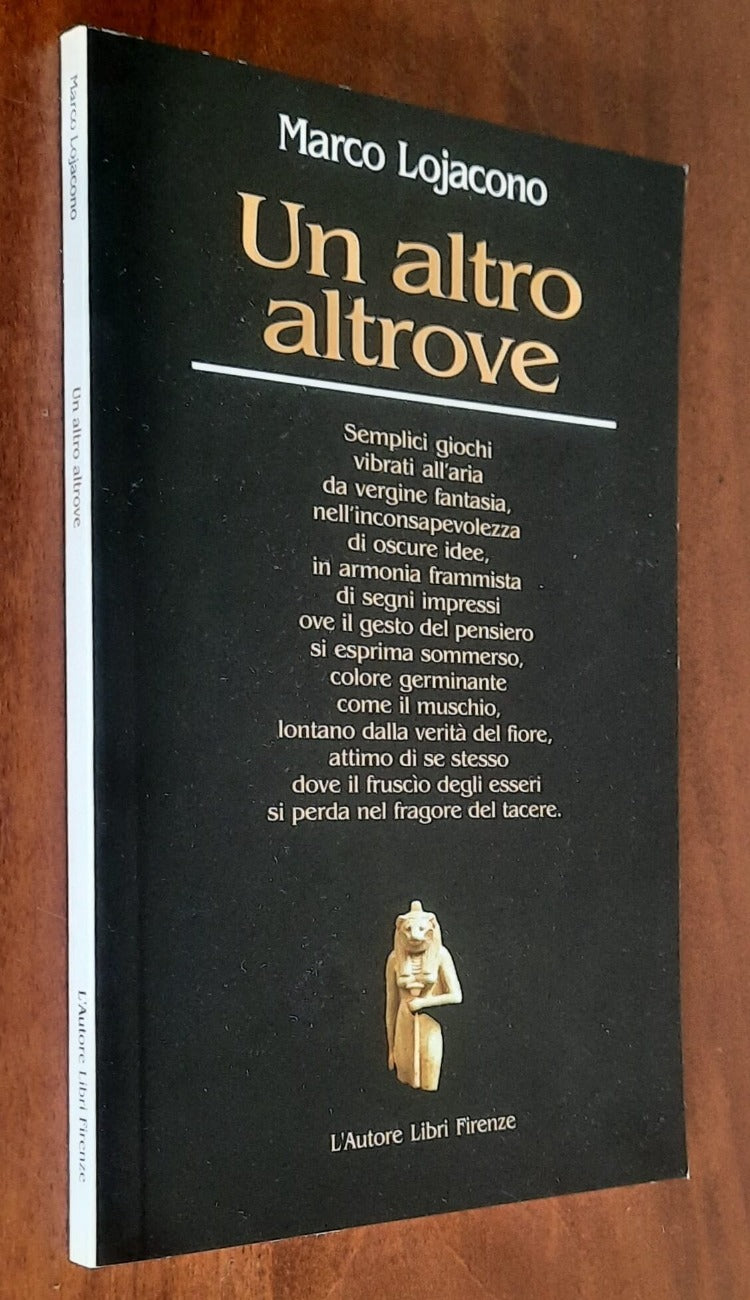 Marco Lojacono
Un altro altrove
L'Autore Libri Firenze
Marco Lojacono
Un altro
altrove
Semplici giochi
vibrati all'aria
da vergine fantasia,
nell'inconsapevolezza
di oscure idee,
in armonia frammista
di segni impressi
ove il gesto del pensiero
si esprima sommerso,
colore germinante
come il muschio,
lontano dalla verità del fiore,
attimo di se stesso
dove il fruscìo degli esseri
si perda nel fragore del tacere.
L'Autore Libri Firenze